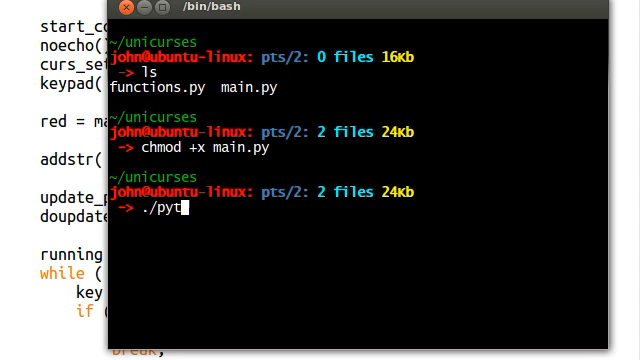 /bin/bash
start_co
noecho()
curs_set
keypad(
red = ma
addstr(
update_p
doupdate
running
while (
key
if (
break;
~/unicurses
john@ubuntu-linux: pts/2: 0 files 16Kb
-> ls
functions.py main.py
~/unicurses
john@ubuntu-linux: pts/2: 2 files 24Kb
-> chmod +x main.py
~/unicurses
john@ubuntu-linux: pts/2: 2 files 24Kb
-> ./pyt